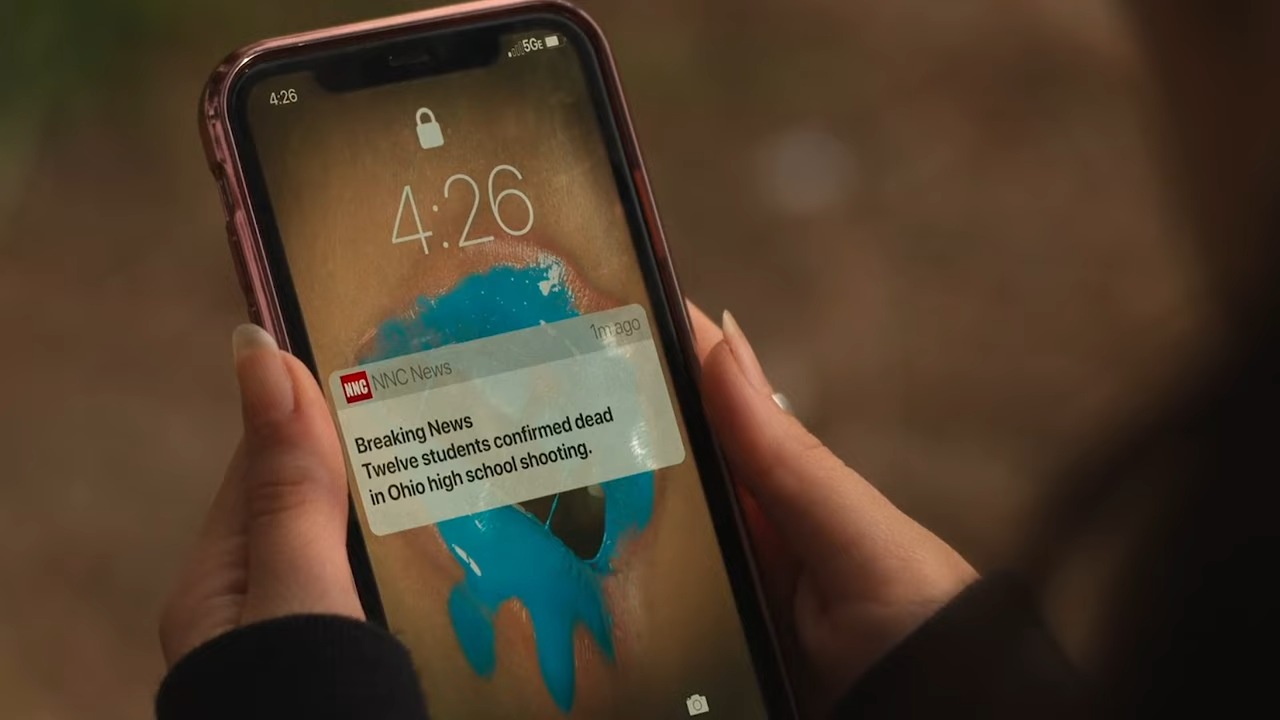 5GE
4:26
4:26
1m ago
NNC NNC News
Breaking News
Twelve students confirmed dead
in Ohio high school shooting.